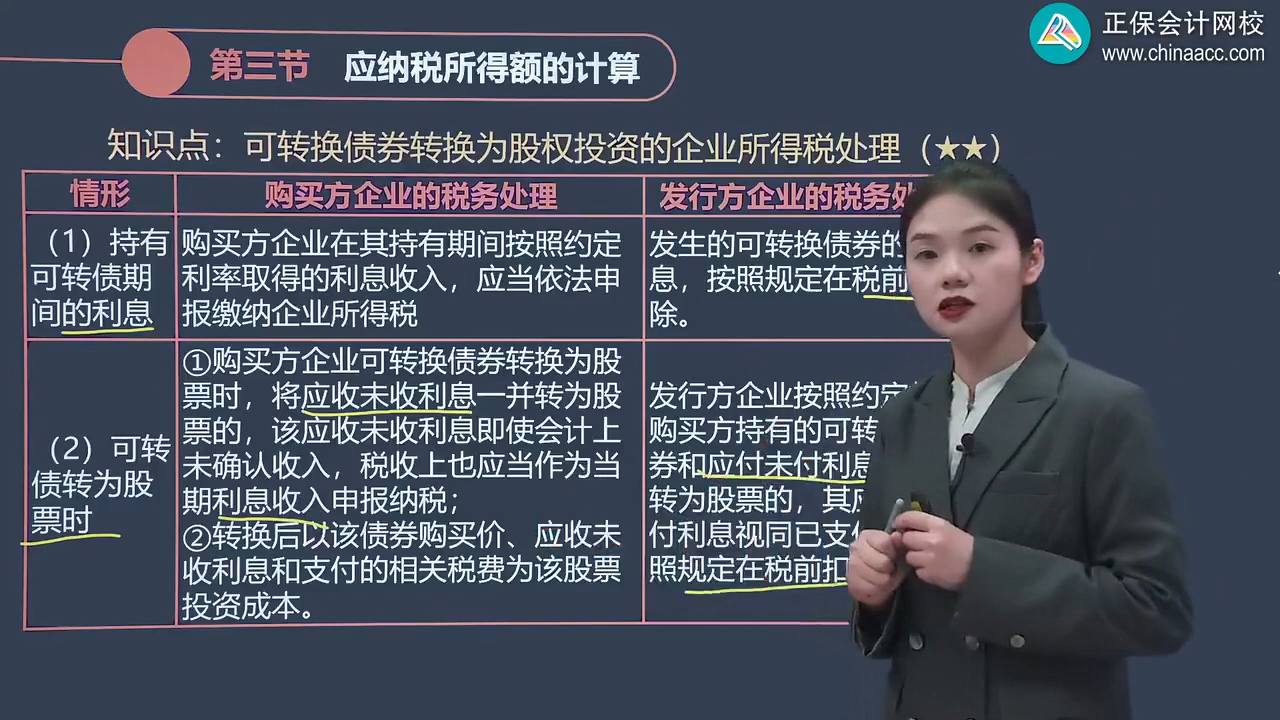 正保会计网校
www.chinaacc.com
第三节 应纳税所得额的计算
知识点：可转换债券转换为股权投资的企业所得税处理（★★）
情形
购买方企业的税务处理
发行方企业的税务处
（1）持有
可转债期
间的利息
购买方企业在其持有期间按照约定
利率取得的利息收入，应当依法申
报缴纳企业所得税
发生的可转换债券的
息，按照规定在税前
除。
（2）可转
债转为股
票时
①购买方企业可转换债券转换为股
票时，将应收未收利息一并转为股
票的，该应收未收利息即使会计上
未确认收入，税收上也应当作为当
期利息收入申报纳税；
②转换后以该债券购买价、应收未
收利息和支付的相关税费为该股票
投资成本。
发行方企业按照约定
购买方持有的可转
券和应付未付利息
转为股票的，其应
付利息视同已支
照规定在税前扣